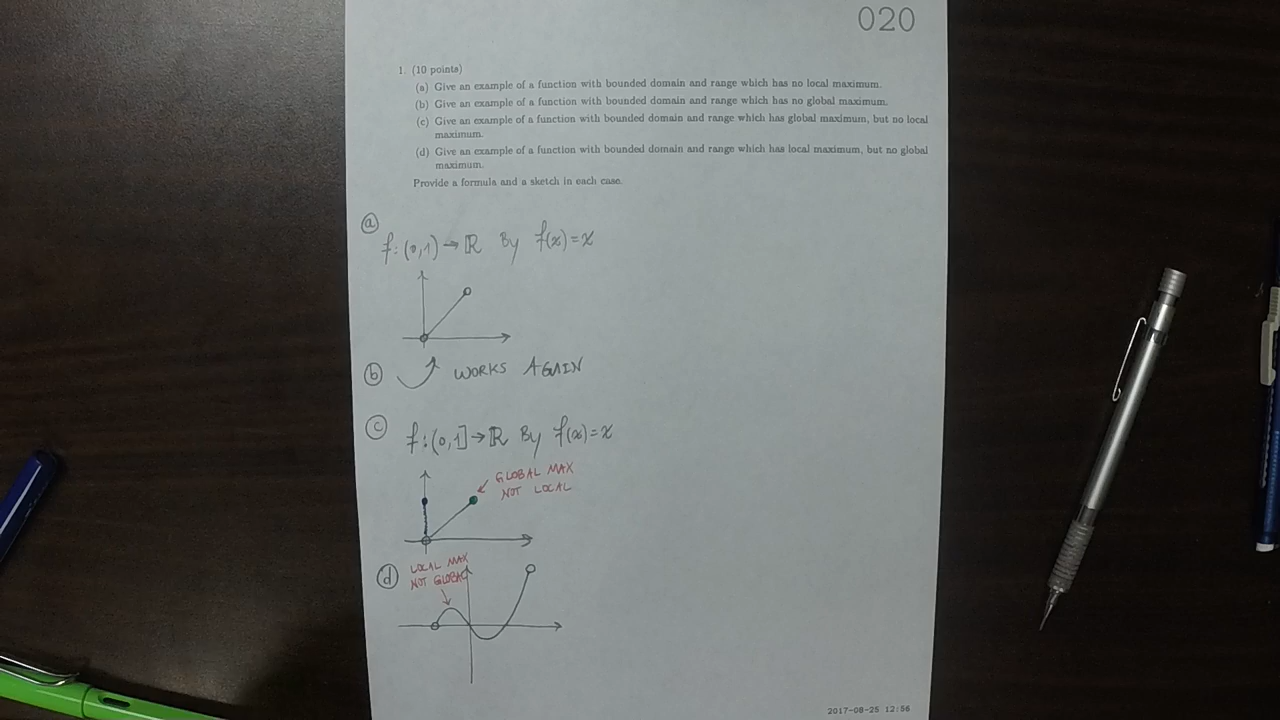 020
1. (10 points)
(a) Give an example of a function with bounded domain and range which has no local maximum.
(b) Give an example of a function with bounded domain and range which has no global maximum.
(c) Give an example of a function with bounded domain and range which has global maximum, but no local
maximum.
(d) Give an example of a function with bounded domain and range which has local maximum, but no global
maximum.
Provide a formula and a sketch in each case.
(a)
f:(0,1)→ℝ By f(x)=x
(b) WORKS AGAIN
(c) f:(0,1]→ℝ By f(x)=x
GLOBAL MAX
NOT LOCAL
(d) LOCAL MAX
NOT GLOBAL
2017-08-25 12:56